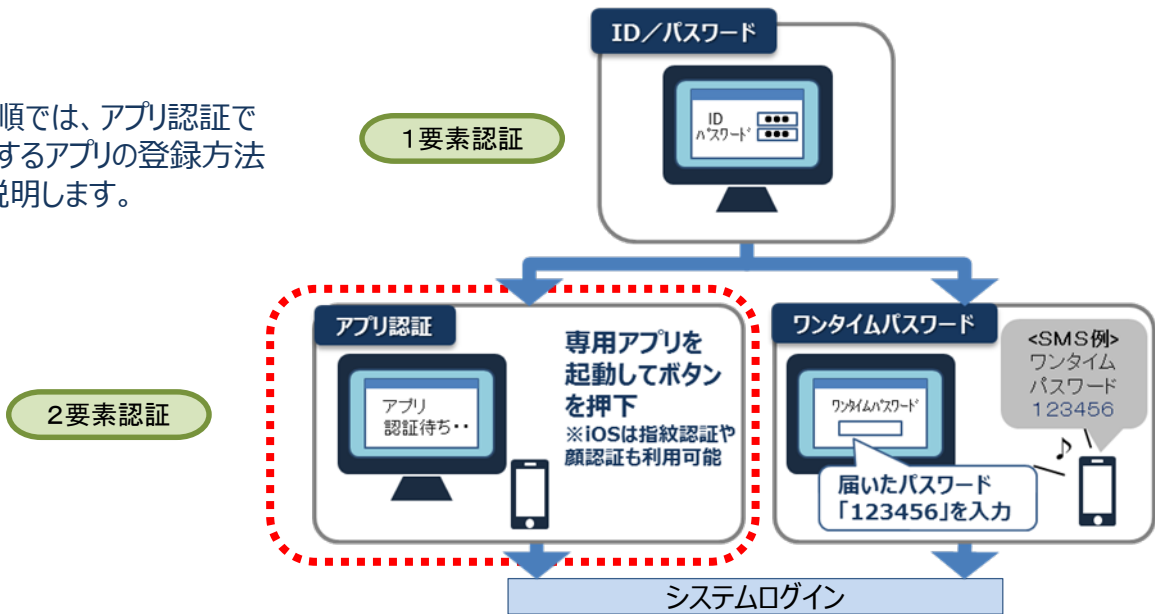 ID／パスワード
ID
パスワード
順では、アプリ認証で
するアプリの登録方法
説明します。
1要素認証
2要素認証
アプリ認証
アプリ
認証待ち・・
専用アプリを
起動してボタン
を押下
※iOSは指紋認証や
顔認証も利用可能
ワンタイムパスワード
ワンタイムパスワード
届いたパスワード
「123456」を入力
<SMS例>
ワンタイム
パスワード
123456
システムログイン